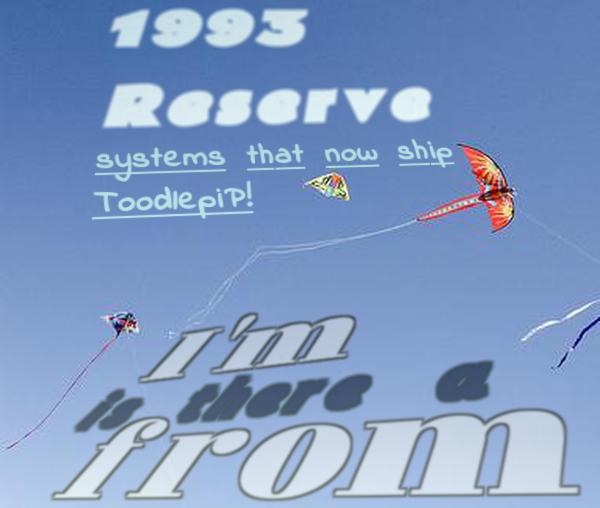 1993
Reserve
systems that now ship
Toodlepip!
I'm
is there a
from